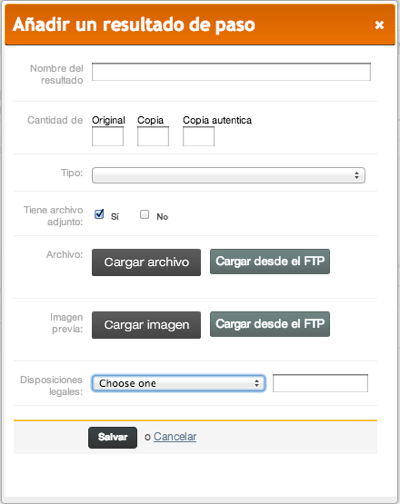 Añadir un resultado de paso
Nombre del
resultado
Cantidad de
Original Copia Copia autentica
Tipo:
Tiene archivo
adjunto:
Sí No
Archivo:
Cargar archivo Cargar desde el FTP
Imagen
previa:
Cargar imagen Cargar desde el FTP
Disposiciones
legales:
Choose one
Salvar o Cancelar